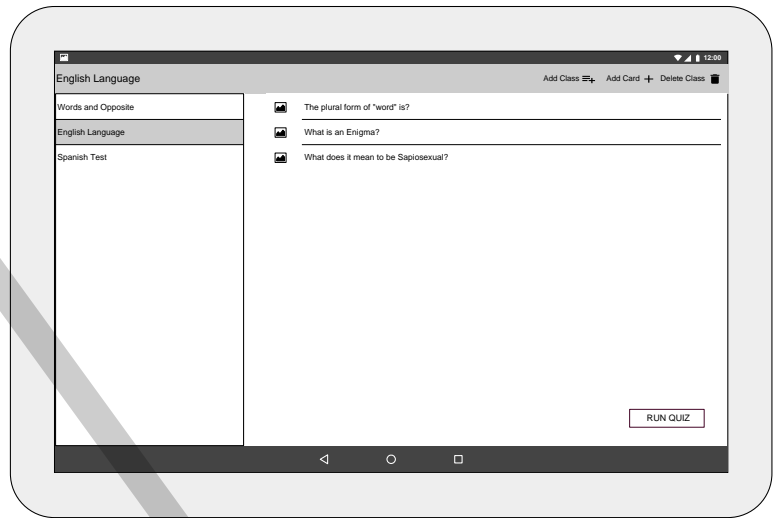 12:00
English Language
Add Class
Add Card
Delete Class
Words and Opposite
English Language
Spanish Test
The plural form of "word" is?
What is an Enigma?
What does it mean to be Sapiosexual?
RUN QUIZ